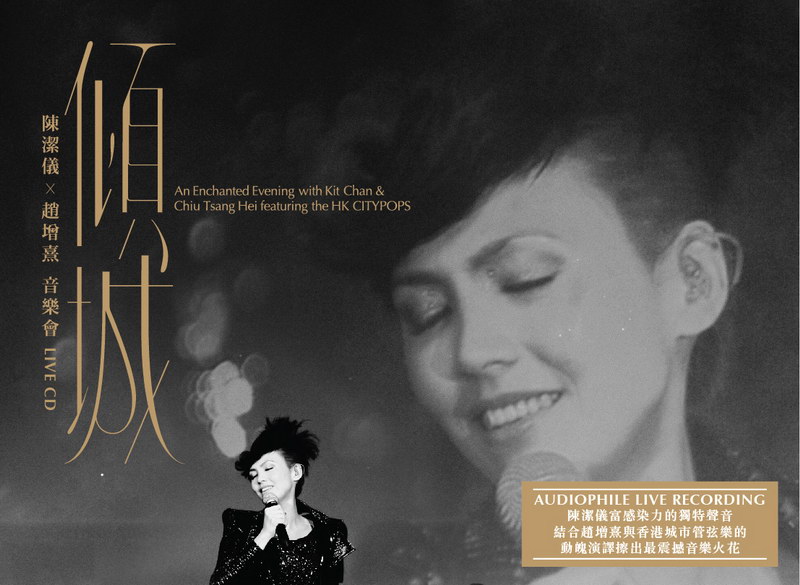 傾城
陳潔儀 × 趙增熹 音樂會 LIVE CD
An Enchanted Evening with Kit Chan &
Chiu Tsang Hei featuring the HK CITYPOPS
AUDIOPHILE LIVE RECORDING
陳潔儀富感染力的獨特聲音
結合趙增熹與香港城市管弦樂的
動魄演譯擦出最震撼音樂火花